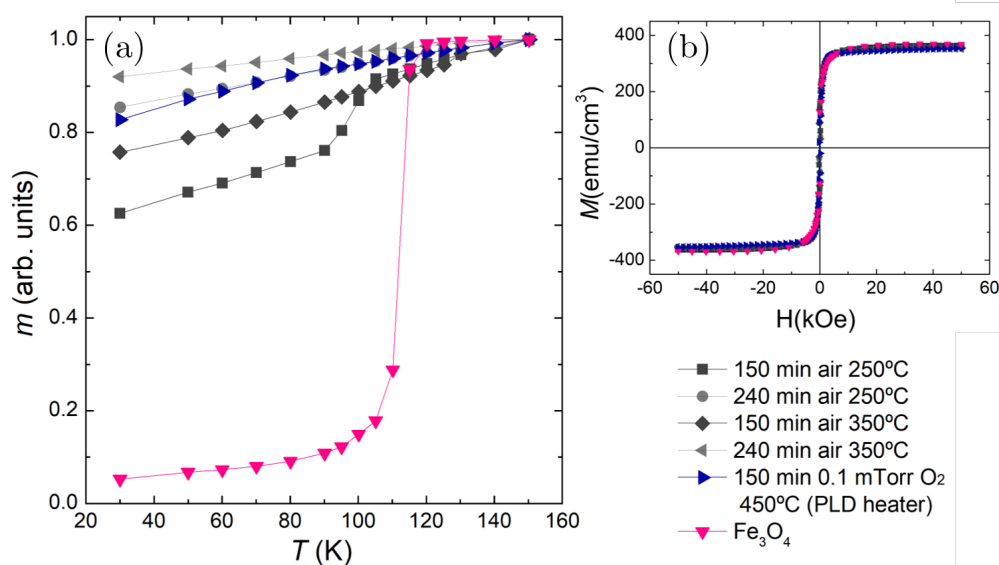 (a)
1.0
0.8
0.6
0.4
0.2
0.0
m (arb. units)
20 40 60 80 100 120 140 160
T (K)
(b)
400
200
0
-200
-400
M(emu/cm³)
-60 -40 -20 0 20 40 60
H(kOe)
150 min air 250ºC
240 min air 250ºC
150 min air 350ºC
240 min air 350ºC
150 min 0.1 mTorr O₂
450ºC (PLD heater)
Fe₃O₄